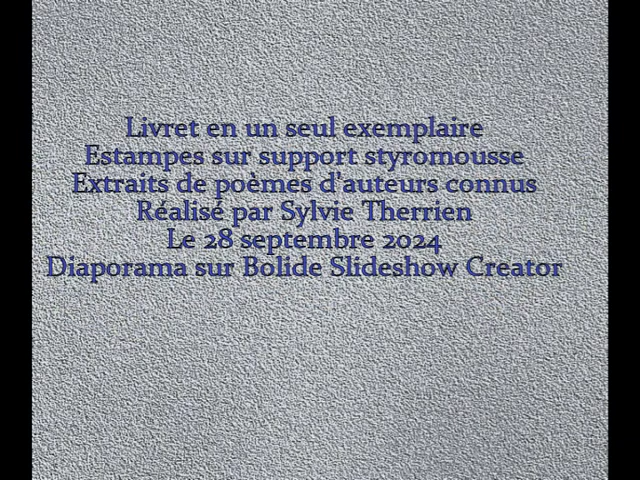 Livret en un seul exemplaire
Estampes sur support styromousse
Extraits de poèmes d'auteurs connus
Réalisé par Sylvie Therrien
Le 28 septembre 2024
Diaporama sur Bolide Slideshow Creator